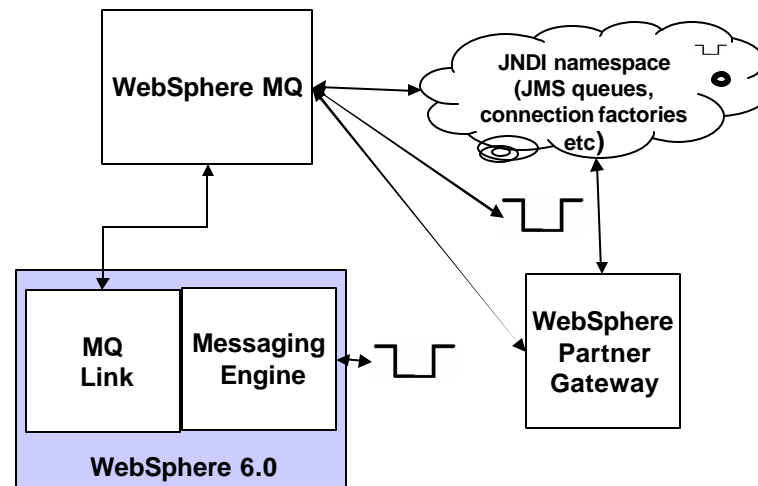 WebSphere MQ
JNDI namespace
(JMS queues,
connection factories
etc)
MQ
Link
Messaging
Engine
WebSphere
Partner
Gateway
WebSphere 6.0